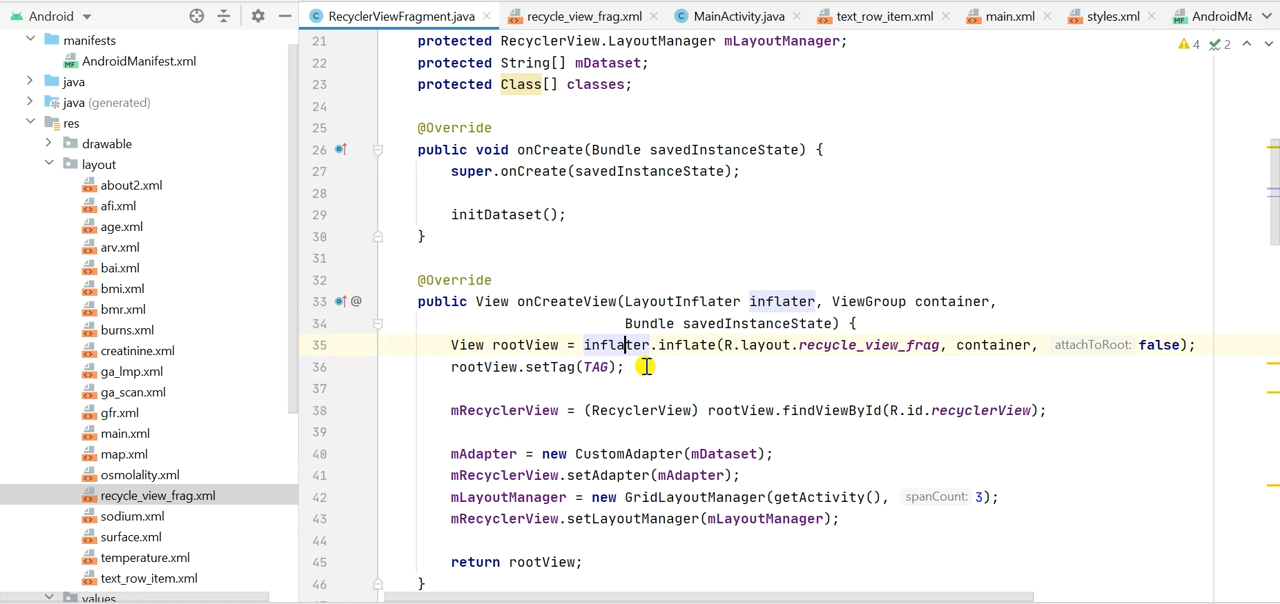 Android
RecyclerViewFragment.java
recycle_view_frag.xml
MainActivity.java
text_row_item.xml
main.xml
styles.xml
MF AndroidMa
manifests
MF AndroidManifest.xml
java
java (generated)
res
drawable
layout
about2.xml
afi.xml
age.xml
arv.xml
bai.xml
bmi.xml
bmr.xml
burns.xml
creatinine.xml
ga_lmp.xml
ga_scan.xml
gfr.xml
main.xml
map.xml
osmolality.xml
recycle_view_frag.xml
sodium.xml
surface.xml
temperature.xml
text_row_item.xml
values
4 2
21 protected RecyclerView.LayoutManager mLayoutManager;
22 protected String[] mDataset;
23 protected Class[] classes;
24
25 @Override
26 public void onCreate(Bundle savedInstanceState) {
27 super.onCreate(savedInstanceState);
28
29 initDataset();
30 }
31
32 @Override
33 @ public View onCreateView(LayoutInflater inflater, ViewGroup container,
34 Bundle savedInstanceState) {
35 View rootView = inflater.inflate(R.layout.recycle_view_frag, container, attachToRoot: false);
36 rootView.setTag(TAG);
37
38 mRecyclerView = (RecyclerView) rootView.findViewById(R.id.recyclerView);
39
40 mAdapter = new CustomAdapter(mDataset);
41 mRecyclerView.setAdapter(mAdapter);
42 mLayoutManager = new GridLayoutManager(getActivity(), spanCount: 3);
43 mRecyclerView.setLayoutManager(mLayoutManager);
44
45 return rootView;
46 }